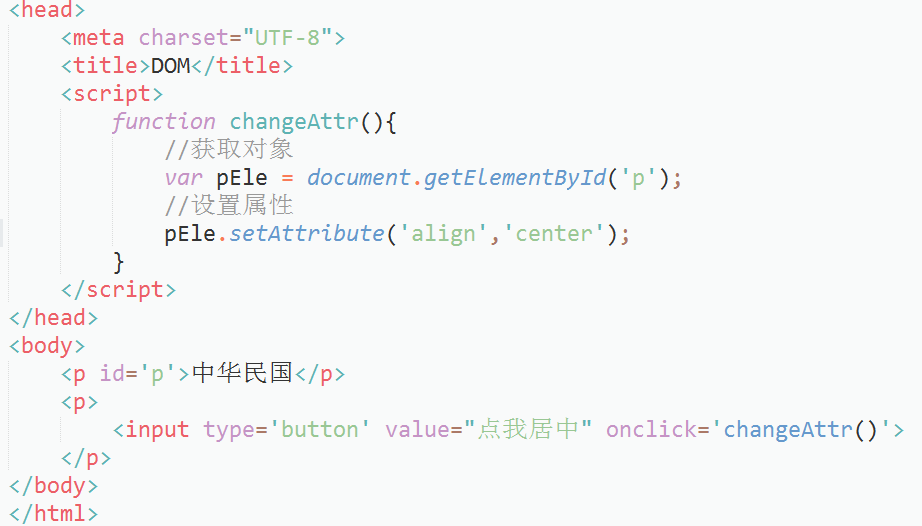 <head>
    <meta charset="UTF-8">
    <title>DOM</title>
    <script>
        function changeAttr(){
            //获取对象
            var pEle = document.getElementById('p');
            //设置属性
            pEle.setAttribute('align','center');
        }
    </script>
</head>
<body>
    <p id='p'>中华民国</p>
    <p>
        <input type='button' value="点我居中" onclick='changeAttr()'>
    </p>
</body>
</html>